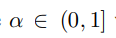 α ∈ (0, 1]